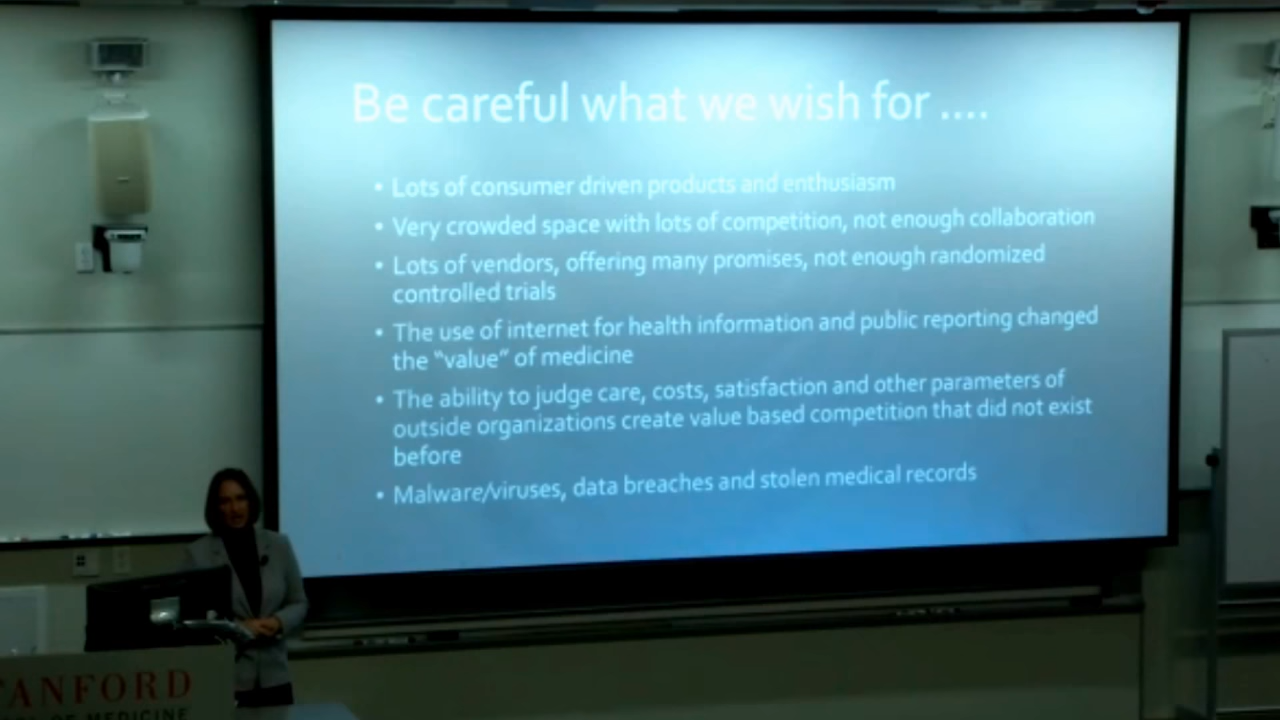 Be careful what we wish for ....
• Lots of consumer driven products and enthusiasm
• Very crowded space with lots of competition, not enough collaboration
• Lots of vendors, offering many promises, not enough randomized
controlled trials
• The use of internet for health information and public reporting changed
the "value" of medicine
• The ability to judge care, costs, satisfaction and other parameters of
outside organizations create value based competition that did not exist
before
• Malware/viruses, data breaches and stolen medical records
TANFORD
OF MEDICINE